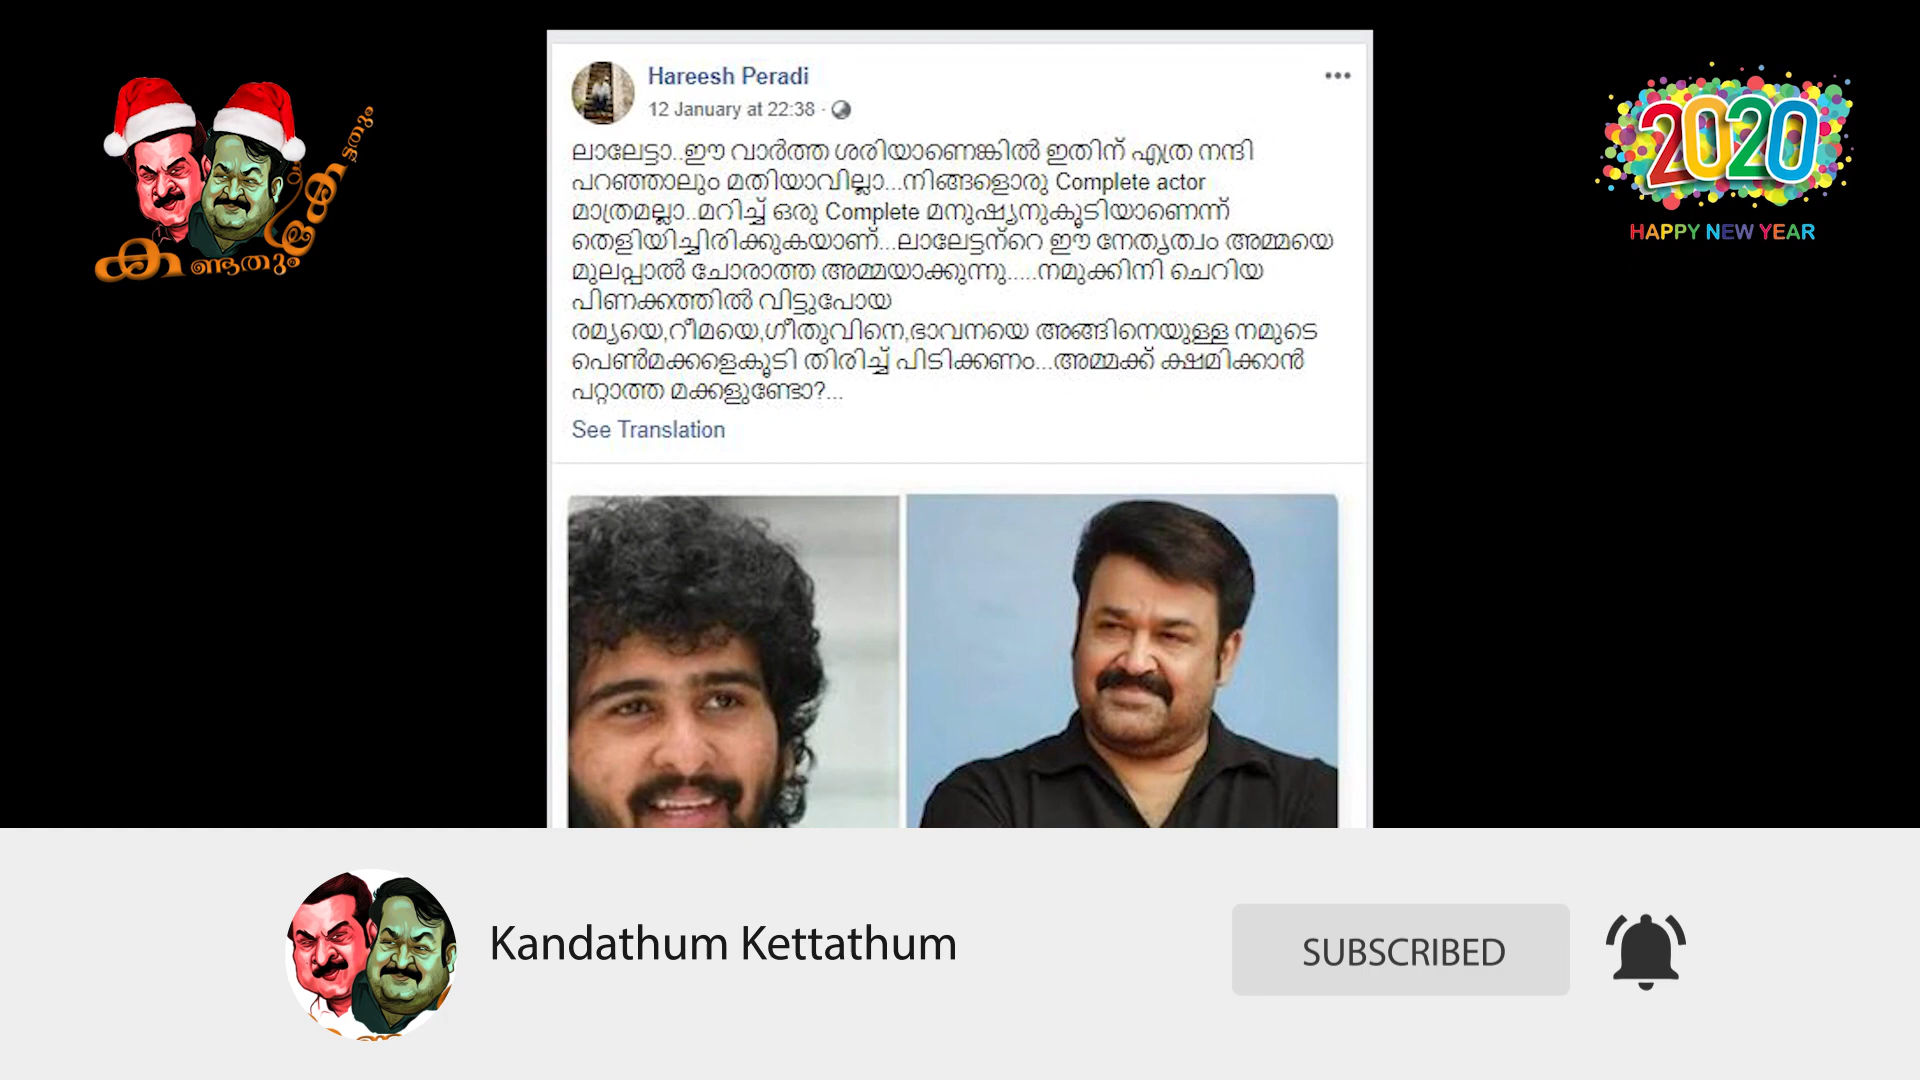 Hareesh Peradi
12 January at 22:38 ·
ലാലേട്ടാ..ഈ വാർത്ത ശരിയാണെങ്കിൽ ഇതിന് എത്ര നന്ദി
പറഞ്ഞാലും മതിയാവില്ലാ...നിങ്ങളൊരു Complete actor
മാത്രമല്ലാ..മറിച്ച് ഒരു Complete മനുഷ്യനുകൂടിയാണെന്ന്
തെളിയിച്ചിരിക്കുകയാണ്...ലാലേട്ടന്റെ ഈ നേതൃത്വം അമ്മയെ
മുലപ്പാൽ ചോരാത്ത അമ്മയാക്കുന്നു.....നമുക്കിനി ചെറിയ
പിണക്കത്തിൽ വിട്ടുപോയ
രമ്യയെ,റീമയെ,ഗീതുവിനെ,ഭാവനയെ അങ്ങിനെയുള്ള നമുടെ
പെൺമക്കളെകൂടി തിരിച്ച് പിടിക്കണം...അമ്മക്ക് ക്ഷമിക്കാൻ
പറ്റാത്ത മക്കളുണ്ടോ?...
See Translation
കണ്ടതും
കേട്ടതും
2020
HAPPY NEW YEAR
Kandathum Kettathum
SUBSCRIBED